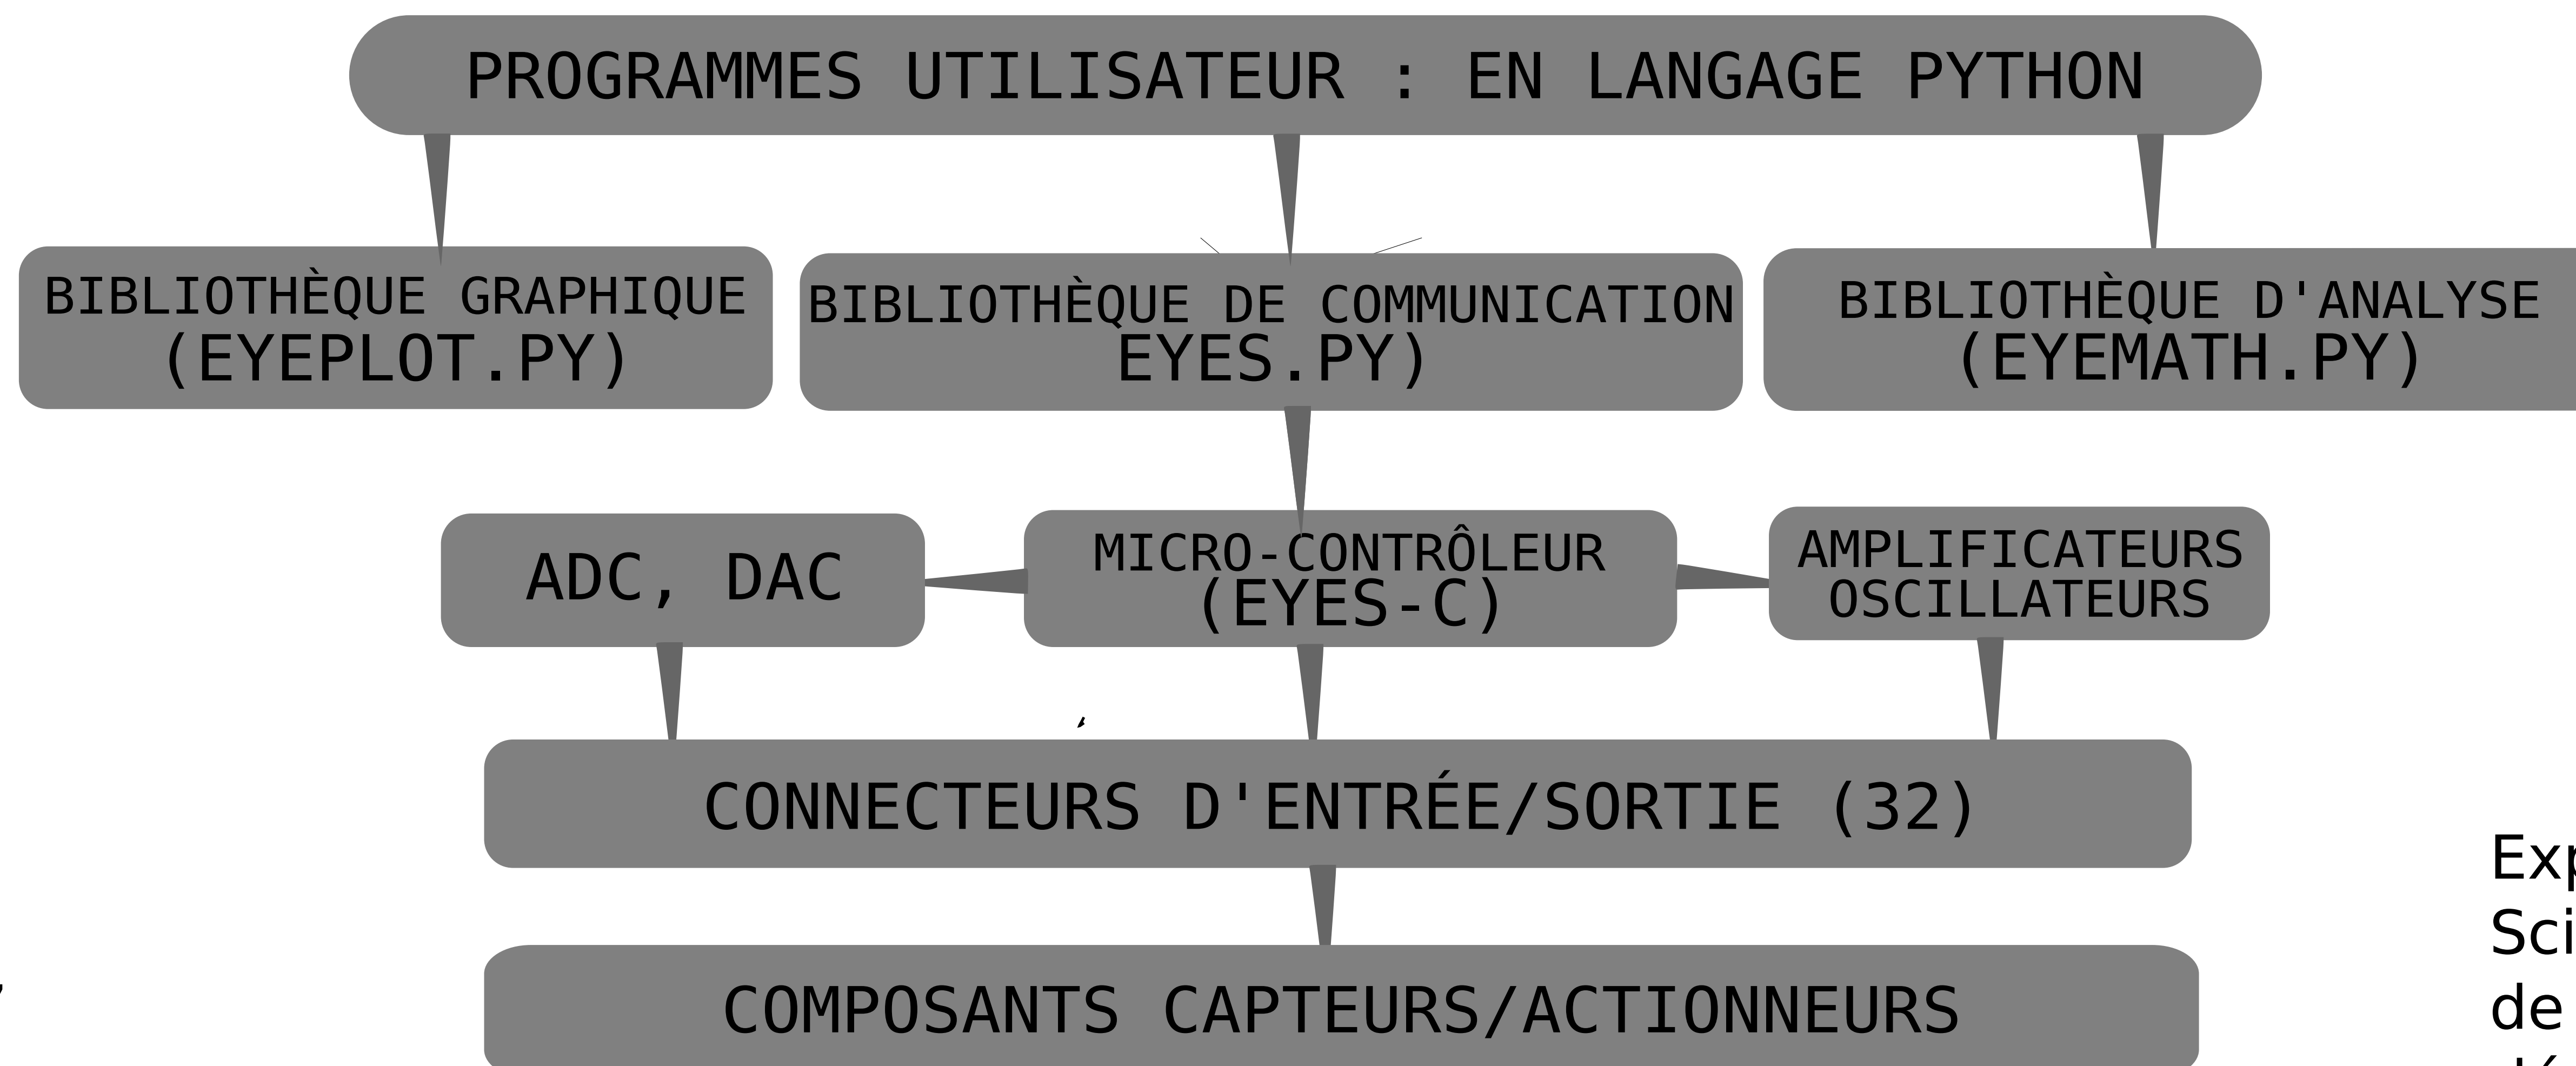 PROGRAMMES UTILISATEUR : EN LANGAGE PYTHON
BIBLIOTHÈQUE GRAPHIQUE
(EYEPLOT.PY)
BIBLIOTHÈQUE DE COMMUNICATION
EYES.PY)
BIBLIOTHÈQUE D'ANALYSE
(EYEMATH.PY)
ADC, DAC
MICRO-CONTRÔLEUR
(EYES-C)
AMPLIFICATEURS
OSCILLATEURS
CONNECTEURS D'ENTRÉE/SORTIE (32)
COMPOSANTS CAPTEURS/ACTIONNEURS
de